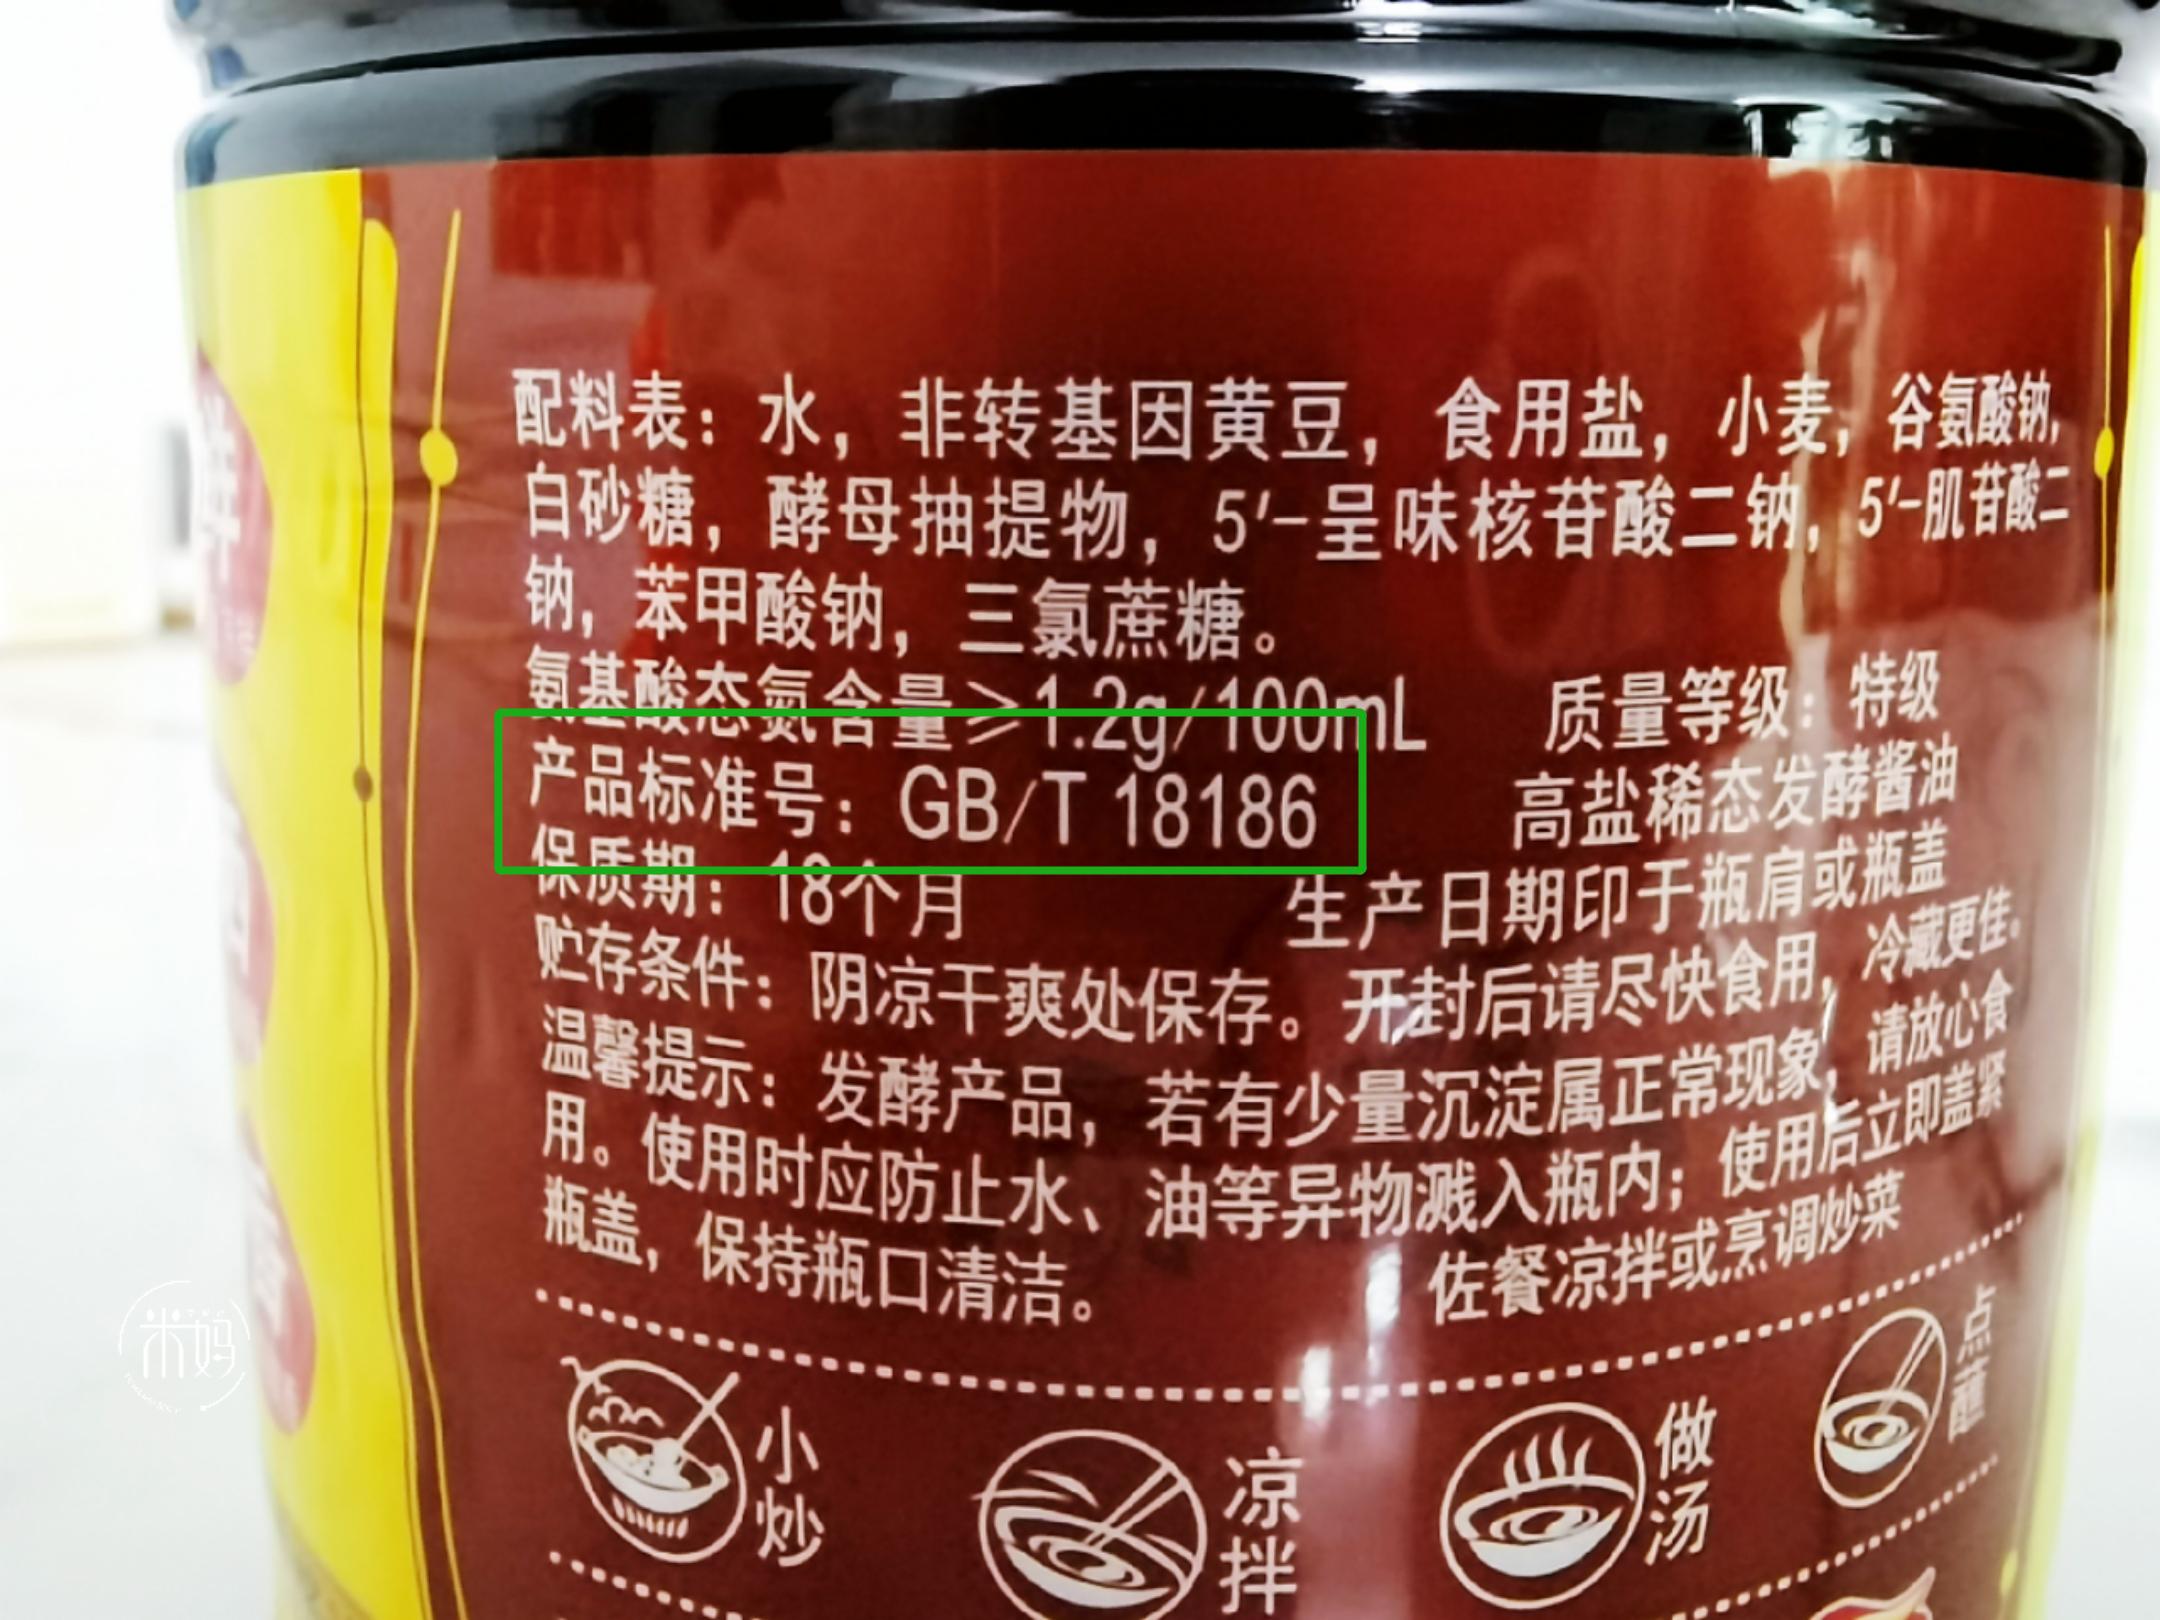 鲜
配料表：水，非转基因黄豆，食用盐，小麦，谷氨酸钠，
白砂糖，酵母抽提物，5′-呈味核苷酸二钠，5′-肌苷酸二
钠，苯甲酸钠，三氯蔗糖。
氨基酸态氮含量≥1.2g/100mL 质量等级：特级
产品标准号：GB/T 18186 高盐稀态发酵酱油
保质期：18个月 生产日期印于瓶肩或瓶盖
贮存条件：阴凉干爽处保存。开封后请尽快食用，冷藏更佳。
温馨提示：发酵产品，若有少量沉淀属正常现象，请放心食
用。使用时应防止水、油等异物溅入瓶内；使用后立即盖紧
瓶盖，保持瓶口清洁。 佐餐凉拌或烹调炒菜
小炒
凉拌
做汤
点蘸
米妈